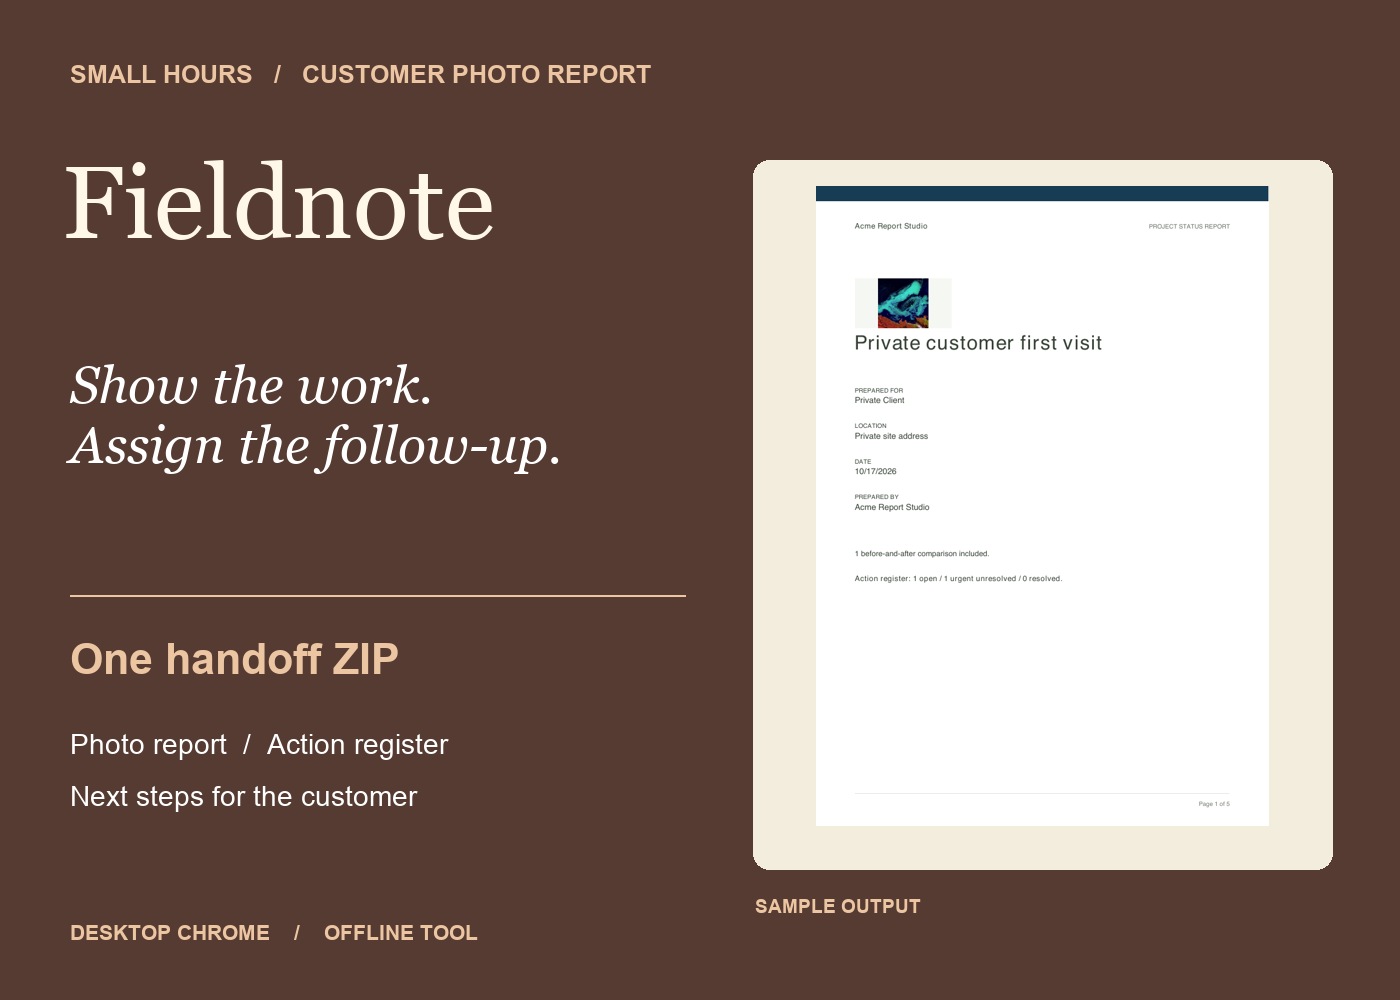 SMALL HOURS / CUSTOMER PHOTO REPORT
Fieldnote
Show the work.
Assign the follow-up.
One handoff ZIP
Photo report / Action register
Next steps for the customer
DESKTOP CHROME / OFFLINE TOOL
Acme Report Studio
PROJECT STATUS REPORT
Private customer first visit
PREPARED FOR
Private Client
LOCATION
Private site address
DATE
10/17/2026
PREPARED BY
Acme Report Studio
1 before-and-after comparison included.
Action register: 1 open / 1 urgent unresolved / 0 resolved.
Page 1 of 5
SAMPLE OUTPUT